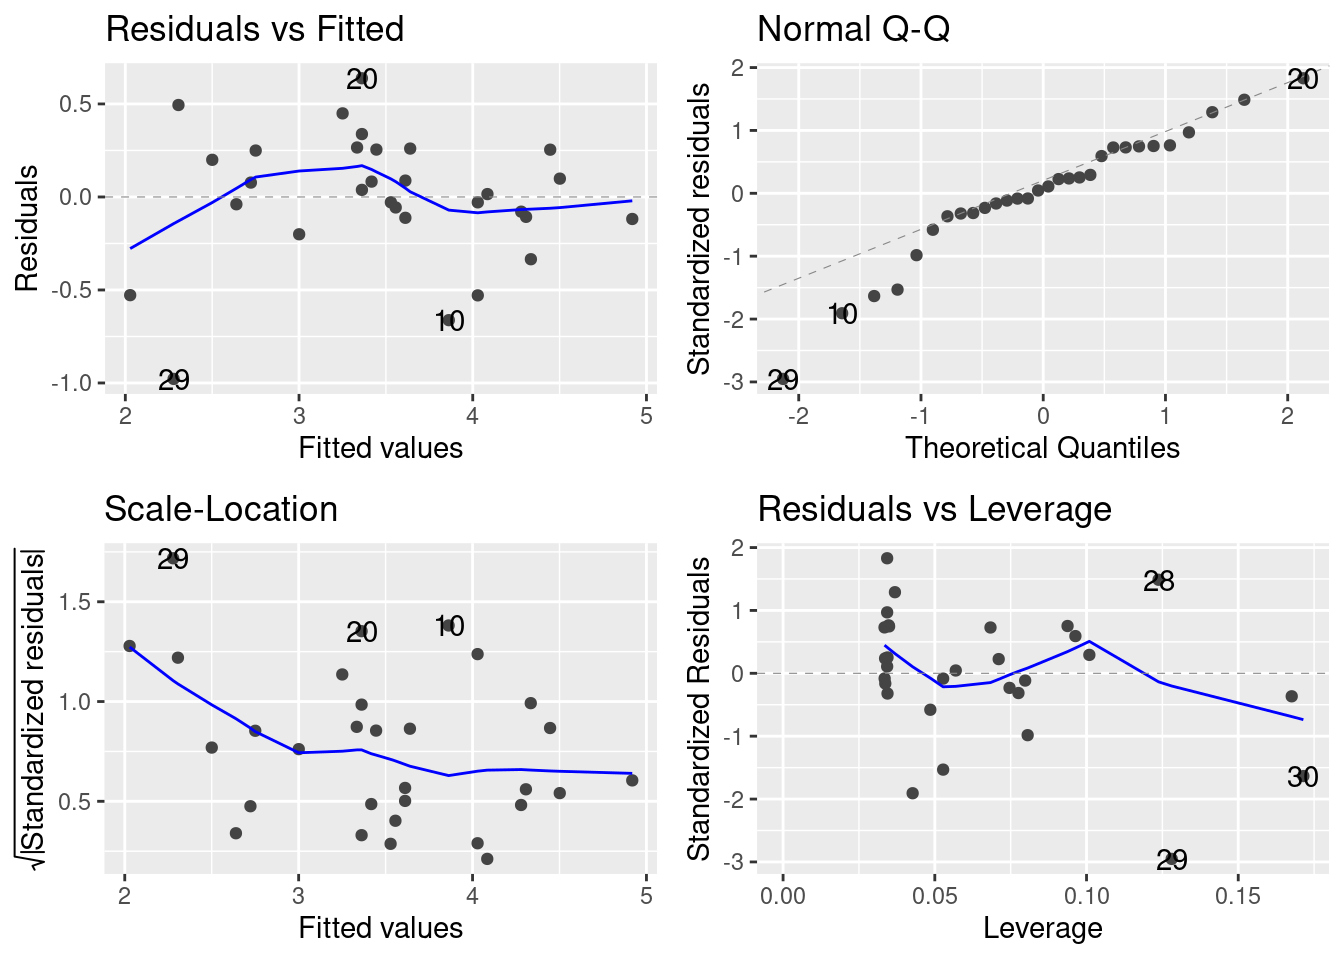 Residuals vs Fitted
20
0.5
0.0
-0.5
-1.0
10
29
2 3 4 5
Fitted values
Residuals
Normal Q-Q
20
2
1
0
-1
-2
-3
10
29
-2 -1 0 1 2
Theoretical Quantiles
Standardized residuals
Scale-Location
29
20
10
1.5
1.0
0.5
2 3 4 5
Fitted values
√|Standardized residuals|
Residuals vs Leverage
2
1
0
-1
-2
-3
28
30
29
0.00 0.05 0.10 0.15
Leverage
Standardized Residuals